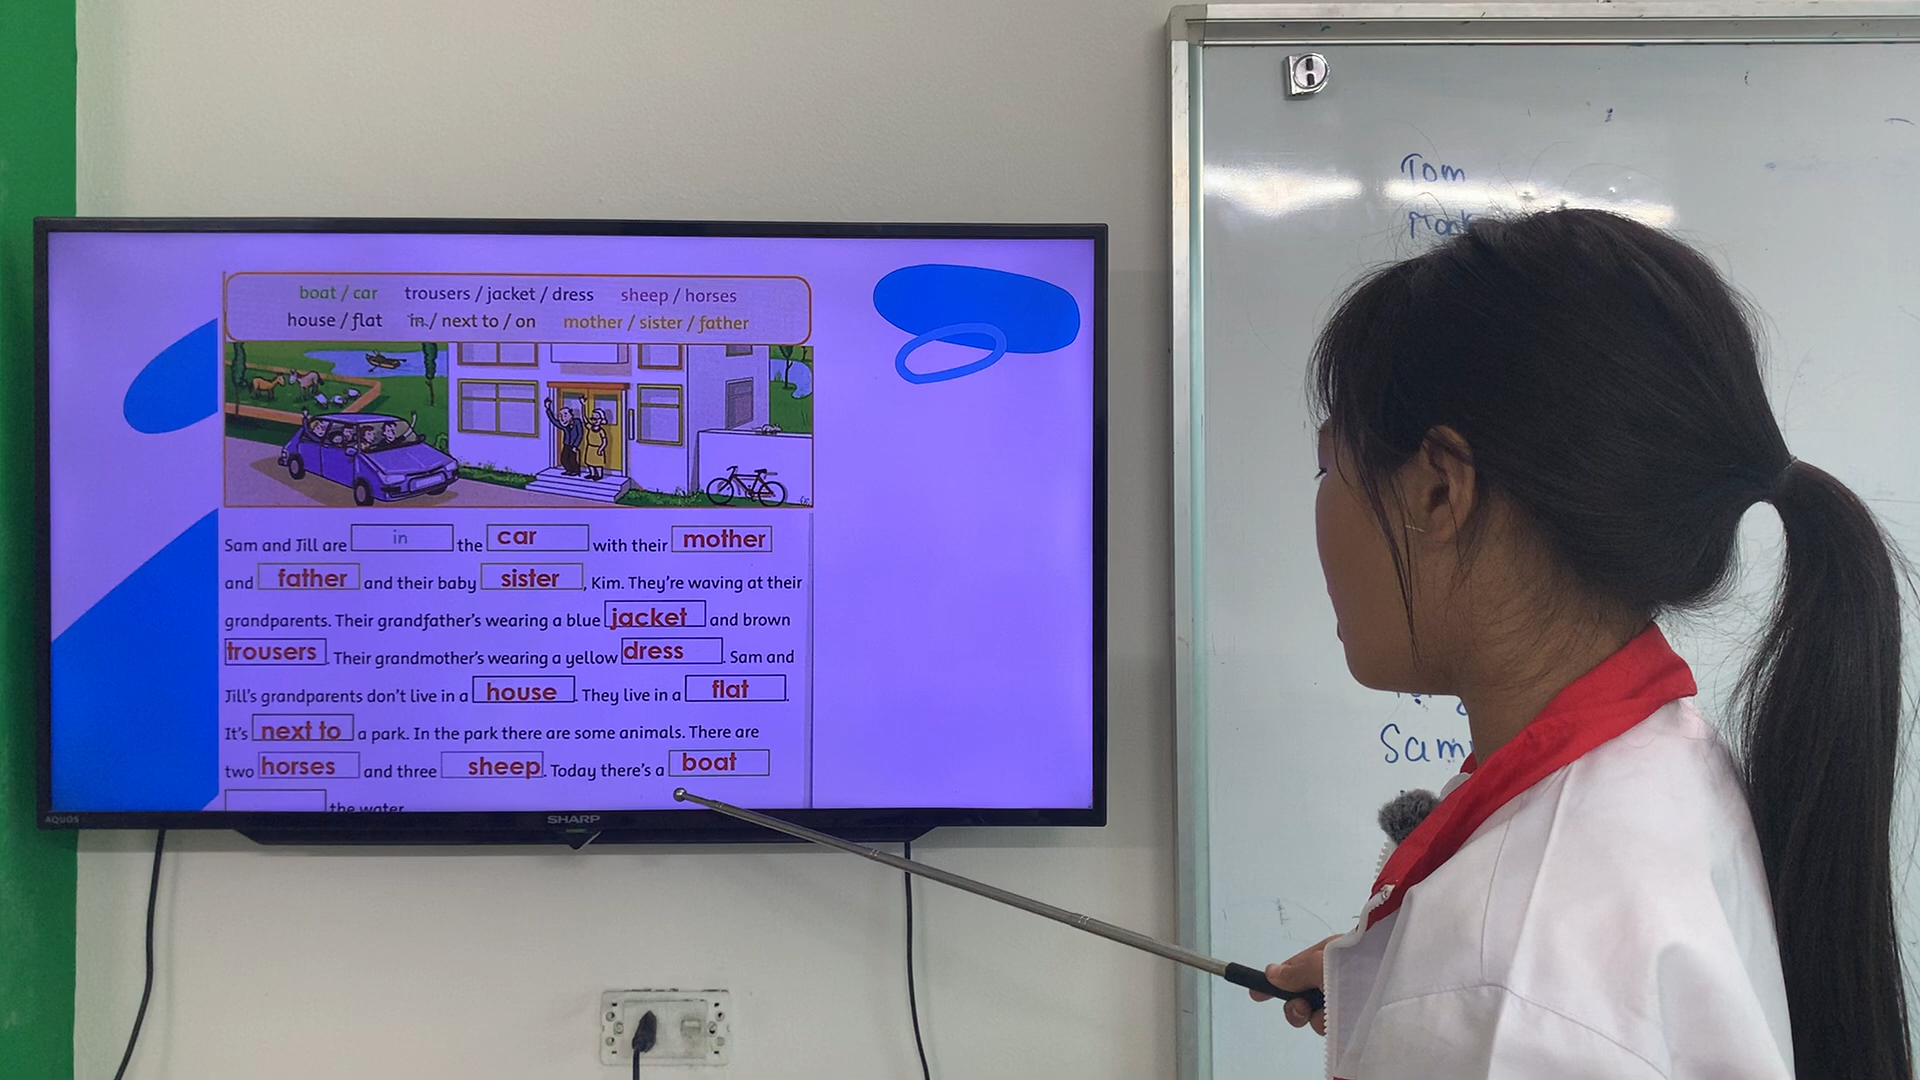 boat / car trousers / jacket / dress sheep / horses
house / flat in / next to / on mother / sister / father
Sam and Jill are in the car with their mother
and father and their baby sister, Kim. They're waving at their
grandparents. Their grandfather's wearing a blue jacket and brown
trousers. Their grandmother's wearing a yellow dress. Sam and
Jill's grandparents don't live in a house. They live in a flat.
It's next to a park. In the park there are some animals. There are
two horses and three sheep. Today there's a boat
the water
AQUOS
SHARP
Tom
Sam